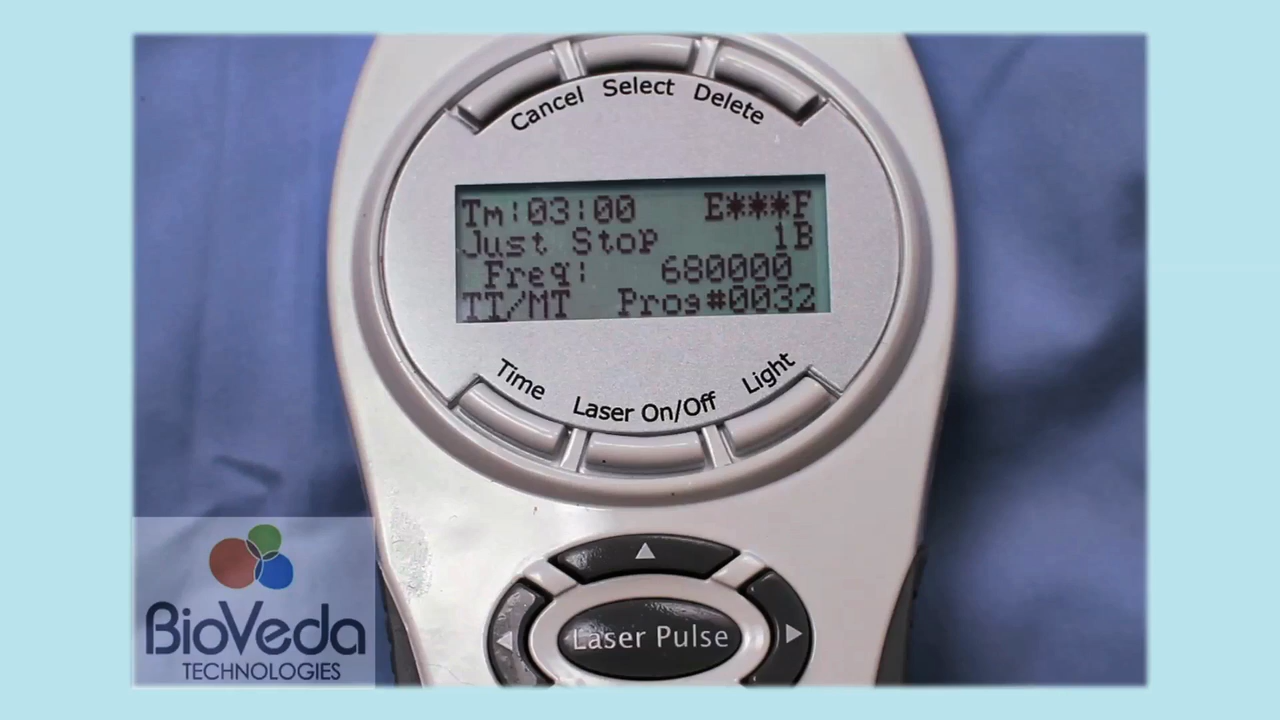 Cancel Select Delete
Tm:03:00 E***F
Just Stop 1B
Freq: 680000
TI/MT Prog#0032
Time Laser On/Off Light
Laser Pulse
BioVeda
TECHNOLOGIES